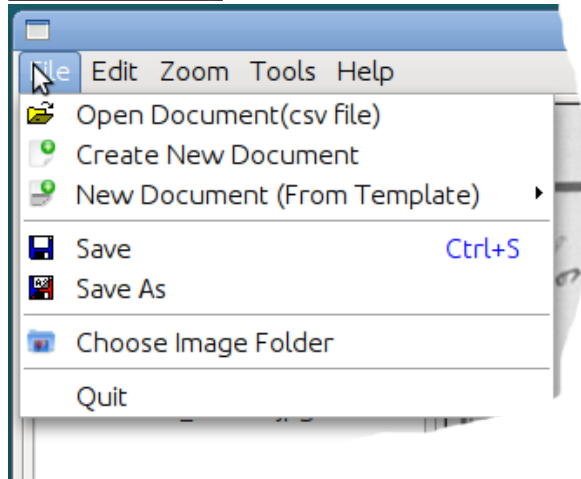 File Edit Zoom Tools Help
Open Document(csv file)
Create New Document
New Document (From Template)
Save Ctrl+S
Save As
Choose Image Folder
Quit